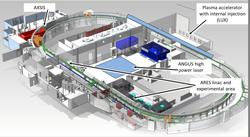 AXSIS
Plasma accelerator
with internal injection
(LUX)
ANGUS high
power laser
ARES linac and
experimental area